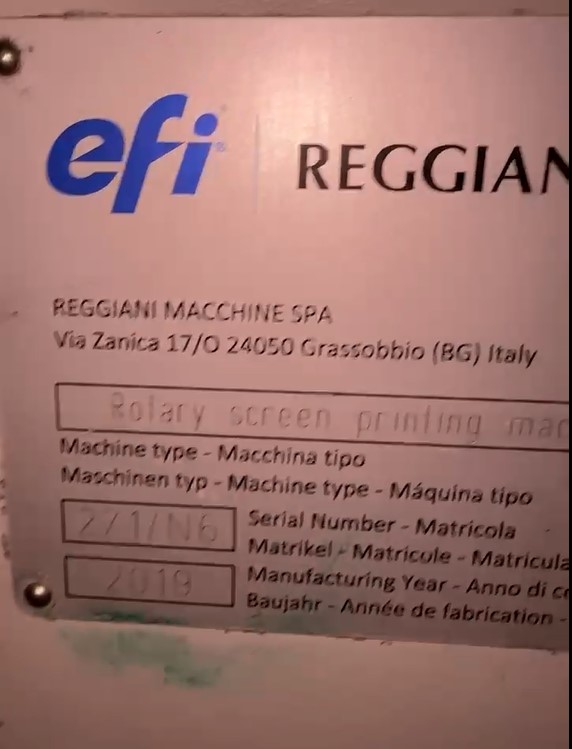 efi REGGIAN
REGGIANI MACCHINE SPA
Via Zanica 17/O 24050 Grassobbio (BG) Italy
Rotary screen printing mac
Machine type - Macchina tipo
Maschinen typ - Machine type - Máquina tipo
271/N6 Serial Number - Matricola
Matrikel - Matricole - Matricula
2019 Manufacturing Year - Anno di c
Baujahr - Année de fabrication -